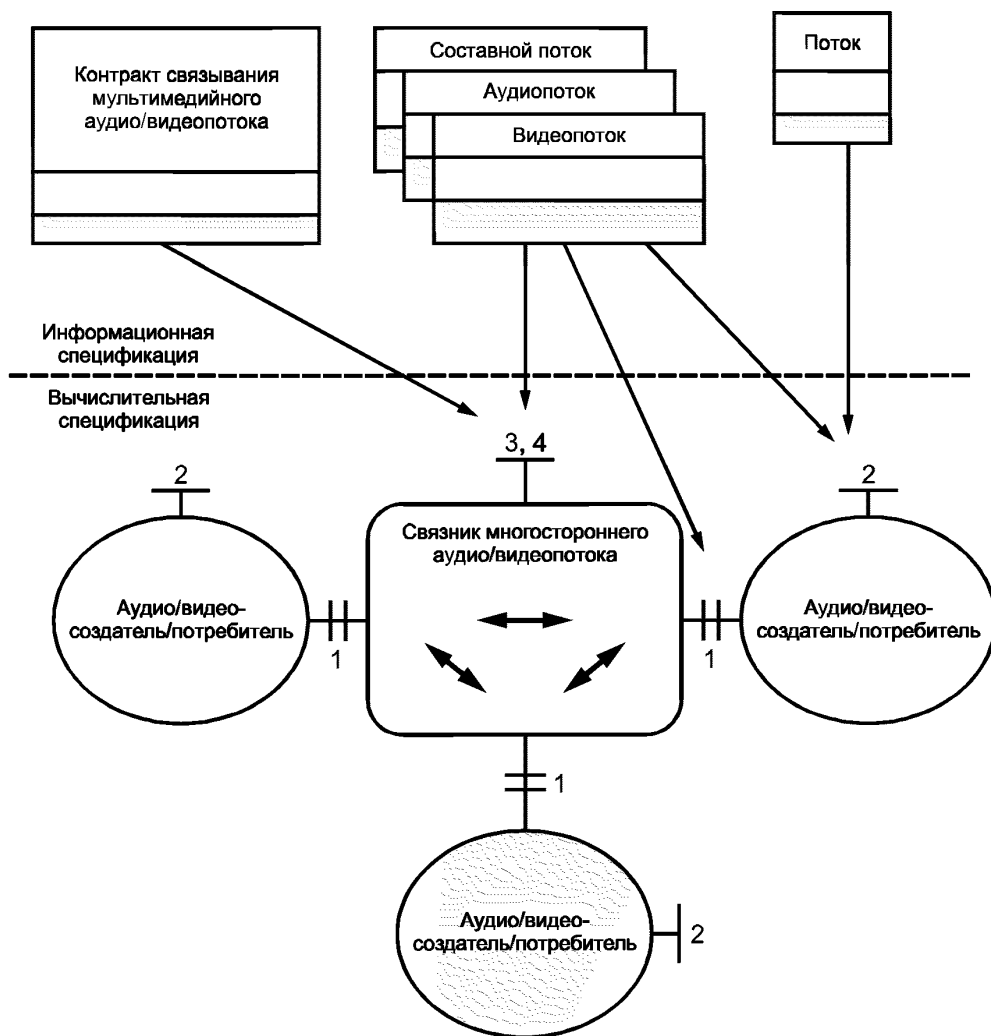 Контракт связывания
мультимедийного
аудио/видеопотока
Составной поток
Аудиопоток
Видеопоток
Поток
Информационная
спецификация
Вычислительная
спецификация
3, 4
2
2
Связник многостороннего
аудио/видеопотока
Аудио/видео-
создатель/потребитель
Аудио/видео-
создатель/потребитель
1
1
1
Аудио/видео-
создатель/потребитель
2